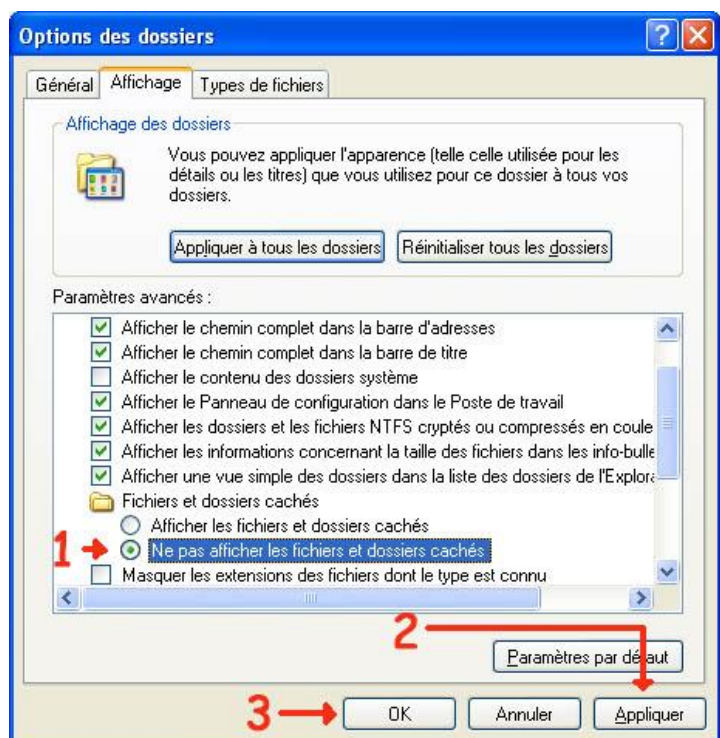 Options des dossiers
Général Affichage Types de fichiers
Affichage des dossiers
Vous pouvez appliquer l'apparence (telle celle utilisée pour les
détails ou les titres) que vous utilisez pour ce dossier à tous vos
dossiers.
Appliquer à tous les dossiers Réinitialiser tous les dossiers
Paramètres avancés :
Afficher le chemin complet dans la barre d'adresses
Afficher le chemin complet dans la barre de titre
Afficher le contenu des dossiers système
Afficher le Panneau de configuration dans le Poste de travail
Afficher les dossiers et les fichiers NTFS cryptés ou compressés en coule
Afficher les informations concernant la taille des fichiers dans les info-bulle
Afficher une vue simple des dossiers dans la liste des dossiers de l'Explora
Fichiers et dossiers cachés
Afficher les fichiers et dossiers cachés
1 Ne pas afficher les fichiers et dossiers cachés
Masquer les extensions des fichiers dont le type est connu
2
Paramètres par défaut
3 OK Annuler Appliquer